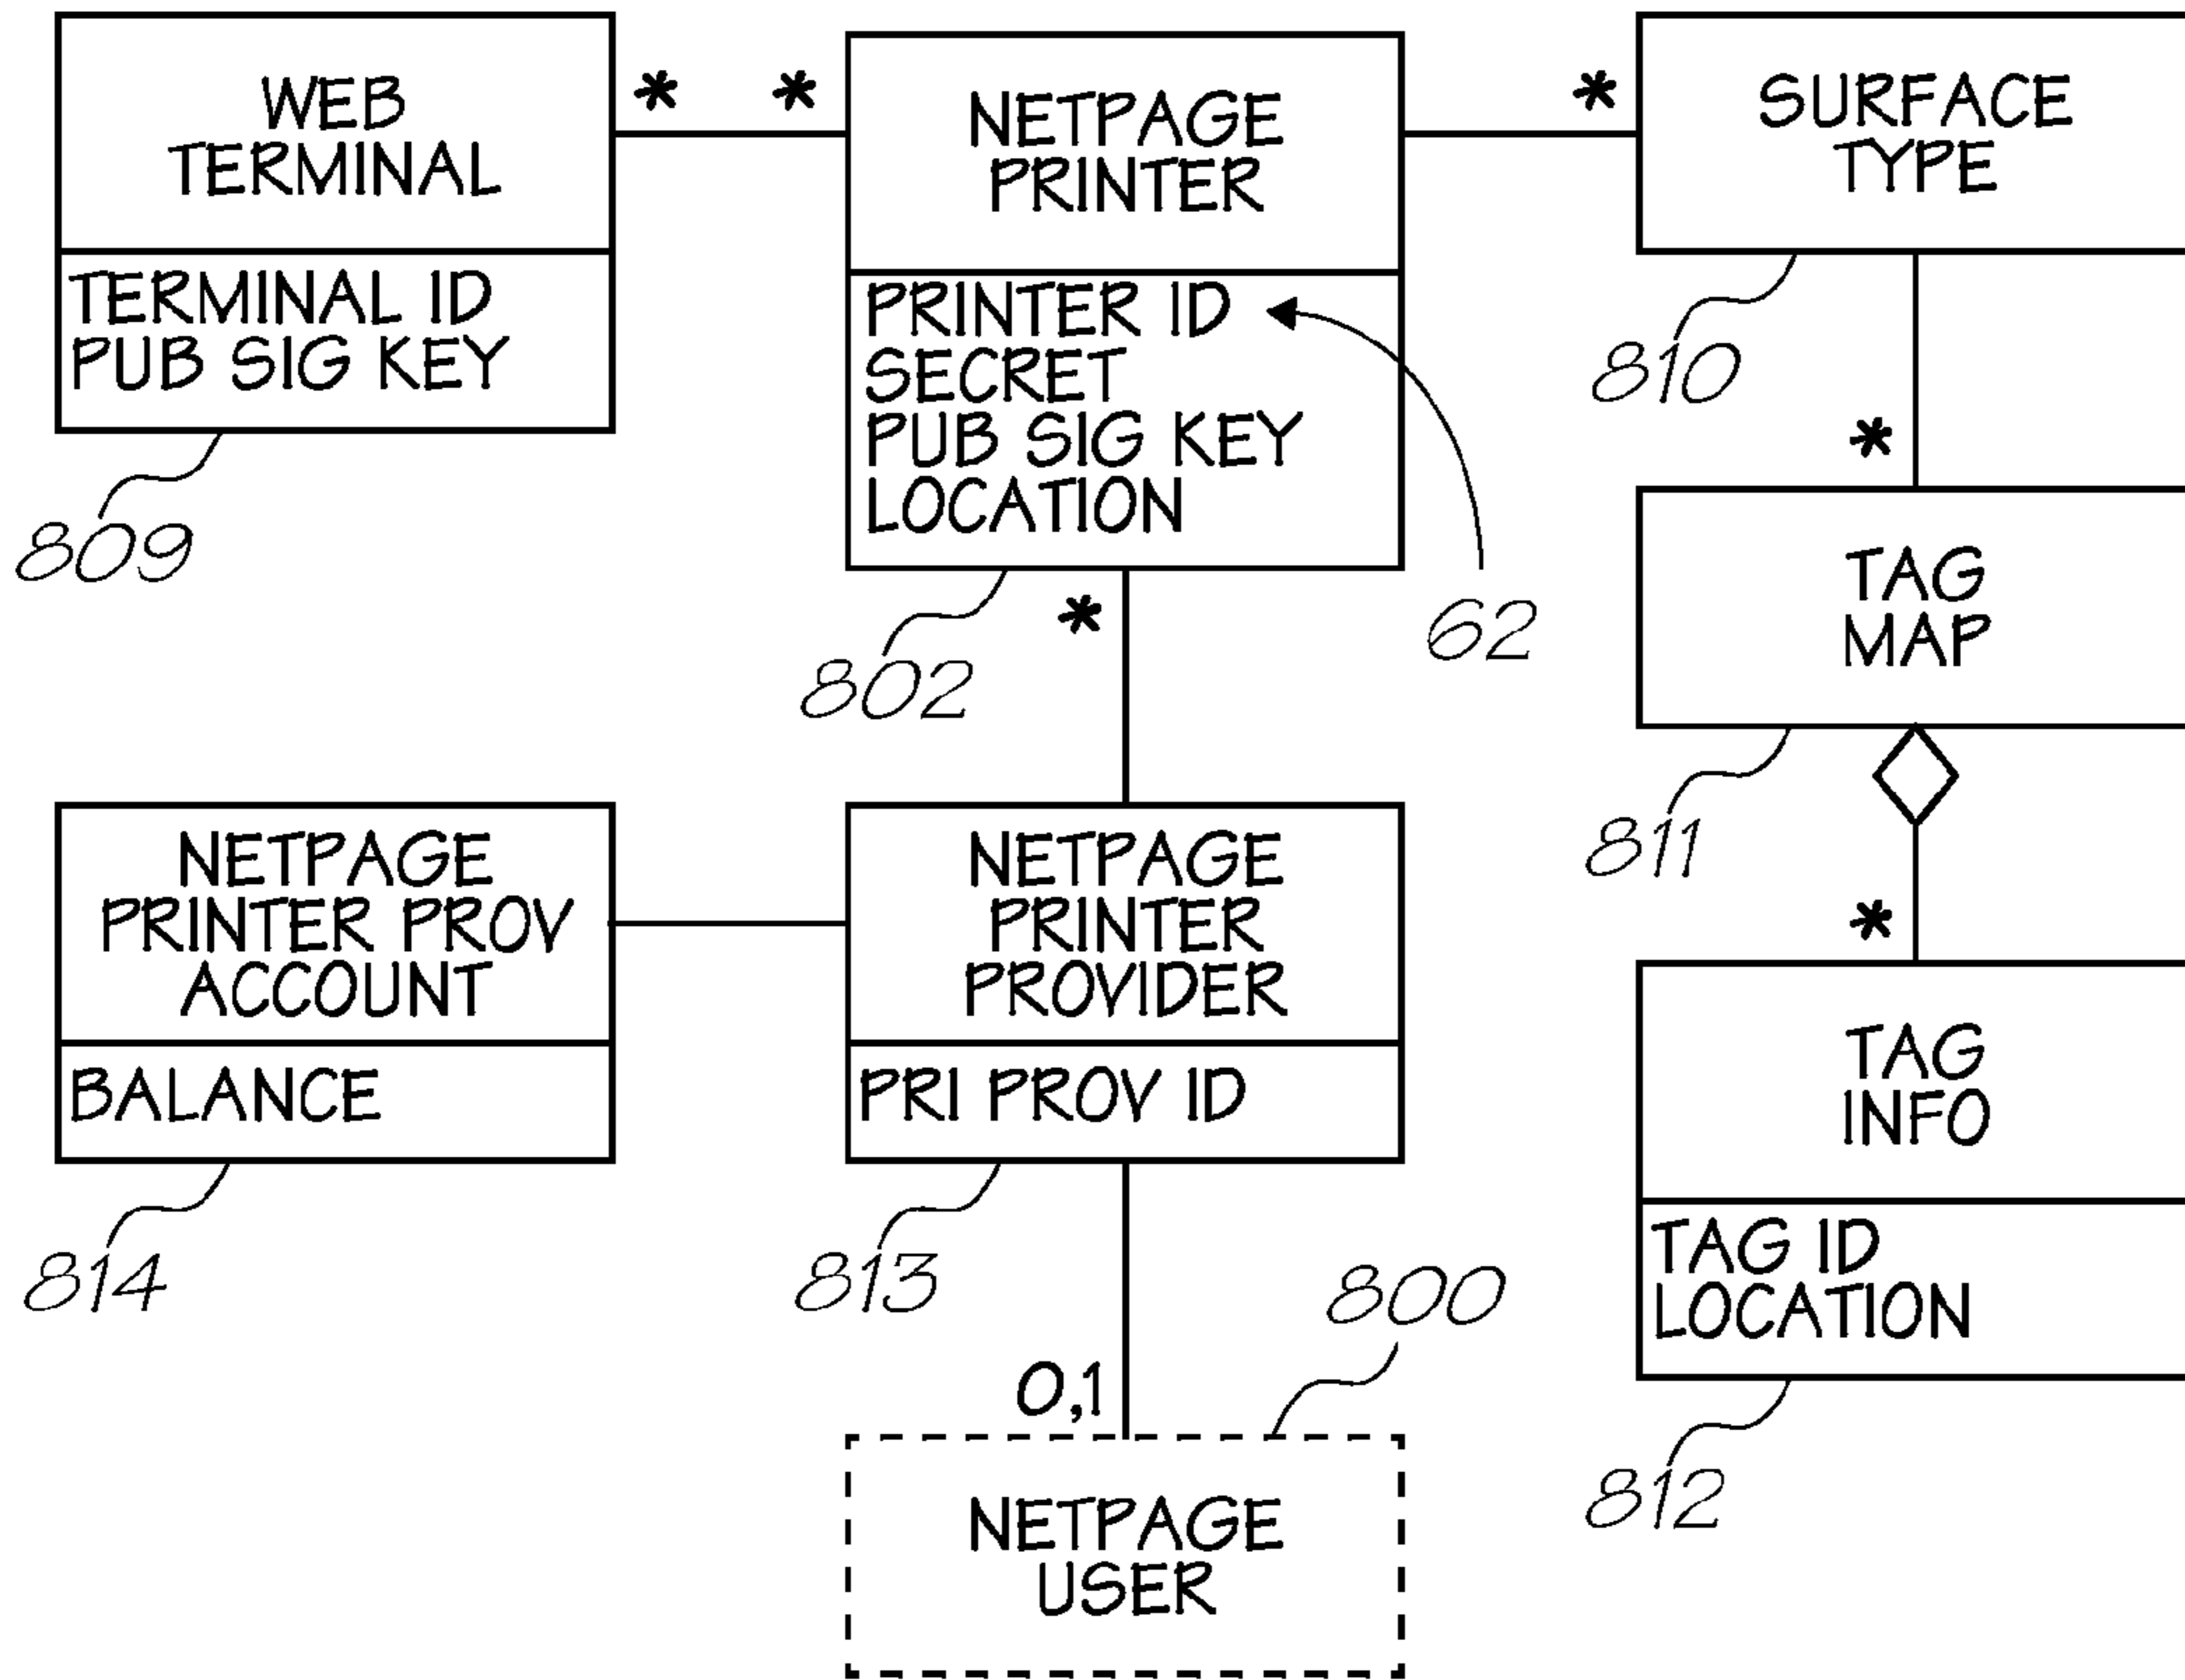 WEB
TERMINAL
TERMINAL ID
PUB SIG KEY
809
*
*
NETPAGE
PRINTER
PRINTER ID
SECRET
PUB SIG KEY
LOCATION
62
802
*
*
SURFACE
TYPE
810
*
TAG
MAP
811
*
TAG
INFO
TAG ID
LOCATION
812
NETPAGE
PRINTER PROV
ACCOUNT
BALANCE
814
NETPAGE
PRINTER
PROVIDER
PRI PROV ID
813
0,1
800
NETPAGE
USER